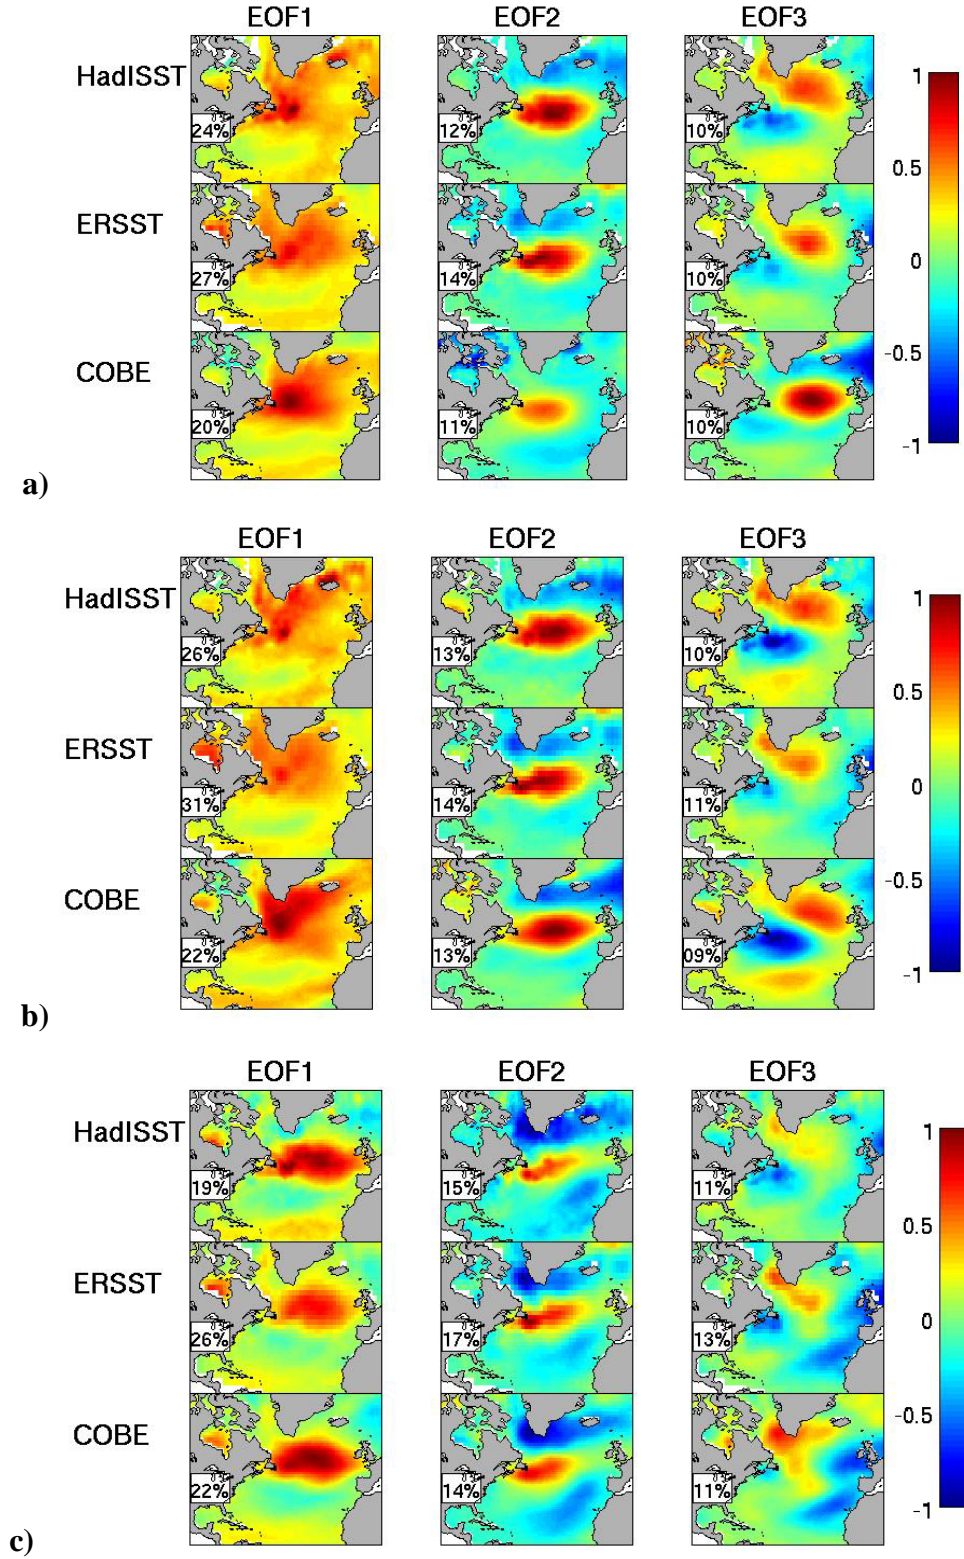 EOF1 EOF2 EOF3
HadISST
24% 12% 10%
ERSST
27% 14% 10%
COBE
20% 11% 10%
1
0.5
0
-0.5
-1
a)
EOF1 EOF2 EOF3
HadISST
26% 13% 10%
ERSST
31% 14% 11%
COBE
22% 13% 09%
1
0.5
0
-0.5
-1
b)
EOF1 EOF2 EOF3
HadISST
19% 15% 11%
ERSST
26% 17% 13%
COBE
22% 14% 11%
1
0.5
0
-0.5
-1
c)